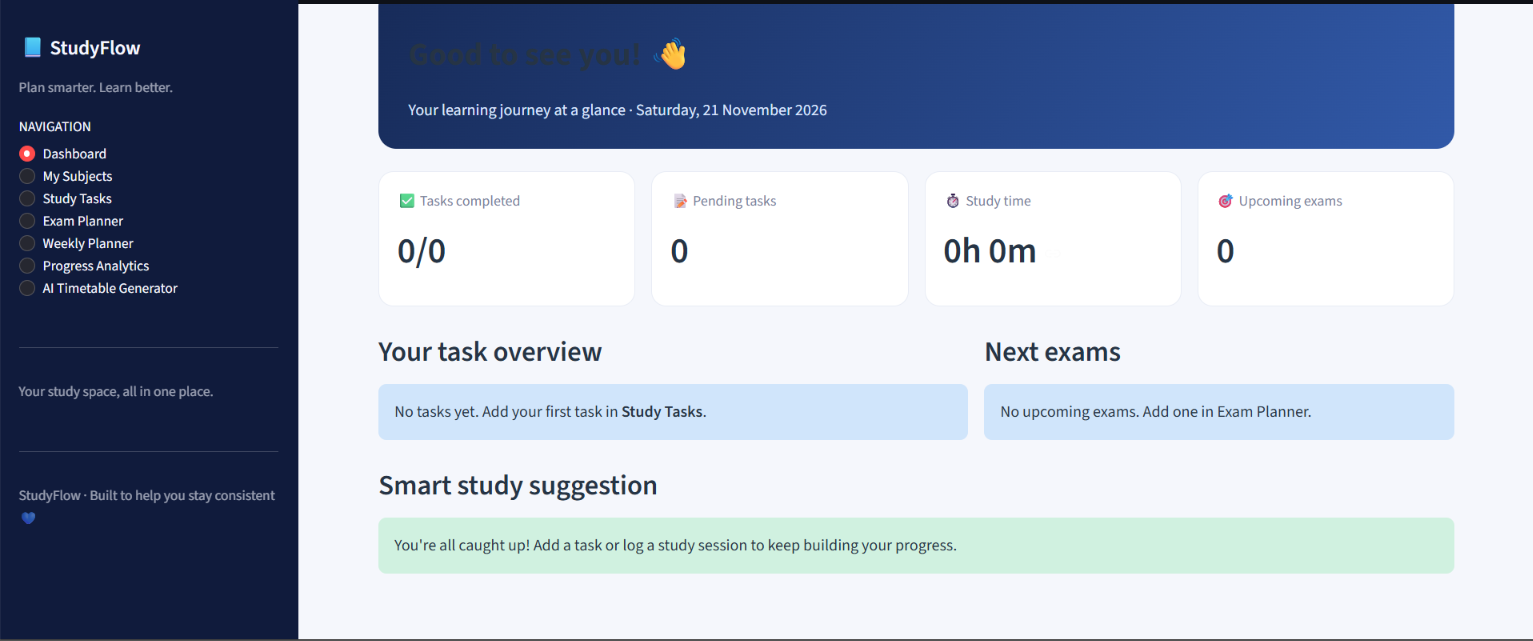 StudyFlow
Plan smarter. Learn better.
NAVIGATION
Dashboard
My Subjects
Study Tasks
Exam Planner
Weekly Planner
Progress Analytics
AI Timetable Generator
Your study space, all in one place.
StudyFlow · Built to help you stay consistent
💙
Good to see you! 👋
Your learning journey at a glance · Saturday, 21 November 2026
✅ Tasks completed
0/0
📝 Pending tasks
0
⏱️ Study time
0h 0m
🎯 Upcoming exams
0
Your task overview
No tasks yet. Add your first task in Study Tasks.
Next exams
No upcoming exams. Add one in Exam Planner.
Smart study suggestion
You're all caught up! Add a task or log a study session to keep building your progress.